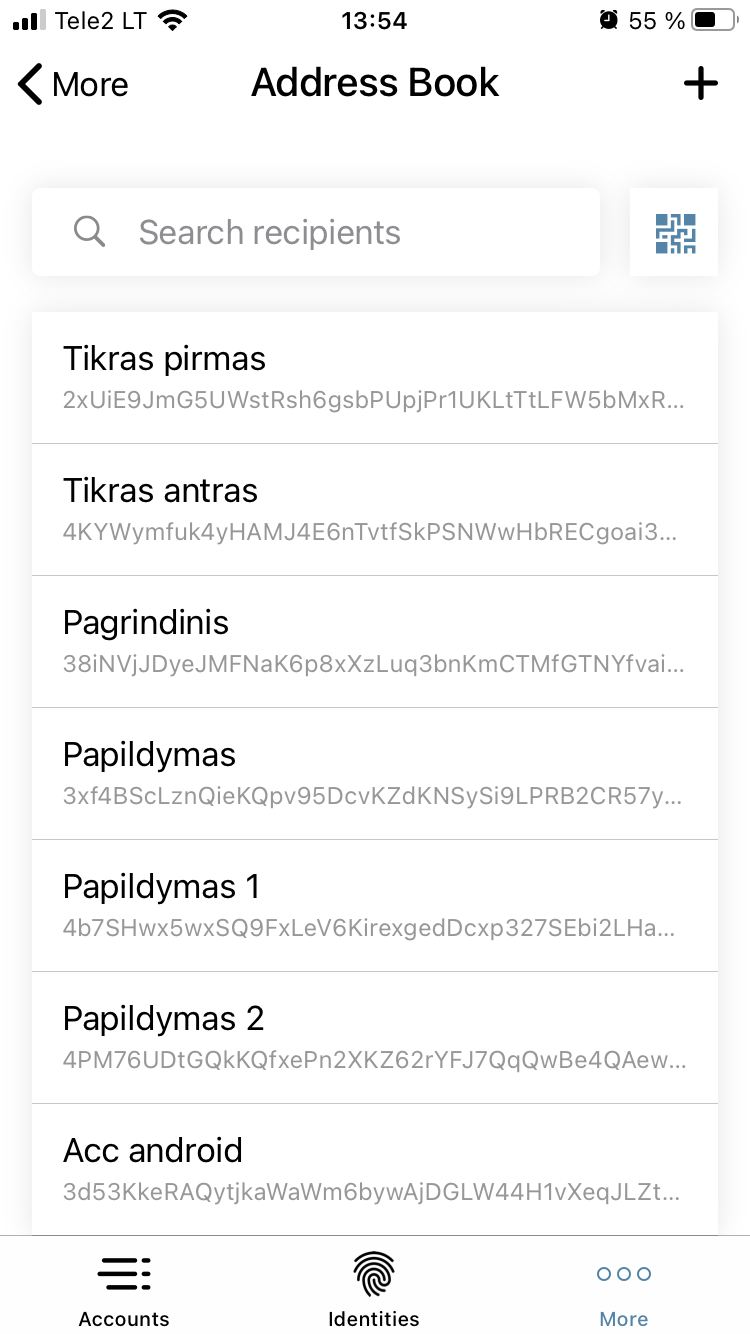 Tele2 LT 13:54 55 %
More Address Book
Search recipients
Tikras pirmas
2xUiE9JmG5UWstRsh6gsbPUpjPr1UKLtTtLFW5bMxR...
Tikras antras
4KYWymfuk4yHAMJ4E6nTvtfSkPSNWwHbRECgoai3...
Pagrindinis
38iNVjJDyeJMFNaK6p8xXzLuq3bnKmCTMfGTNYfvai...
Papildymas
3xf4BScLznQieKQpv95DcvKZdKNSySi9LPRB2CR57y...
Papildymas 1
4b7SHwx5wxSQ9FxLeV6KirexgedDcxp327SEbi2LHa...
Papildymas 2
4PM76UDtGQkKQfxePn2XKZ62rYFJ7QqQwBe4QAew...
Acc android
3d53KkeRAQytjkaWaWm6bywAjDGLW44H1vXeqJLZt...
Accounts Identities More